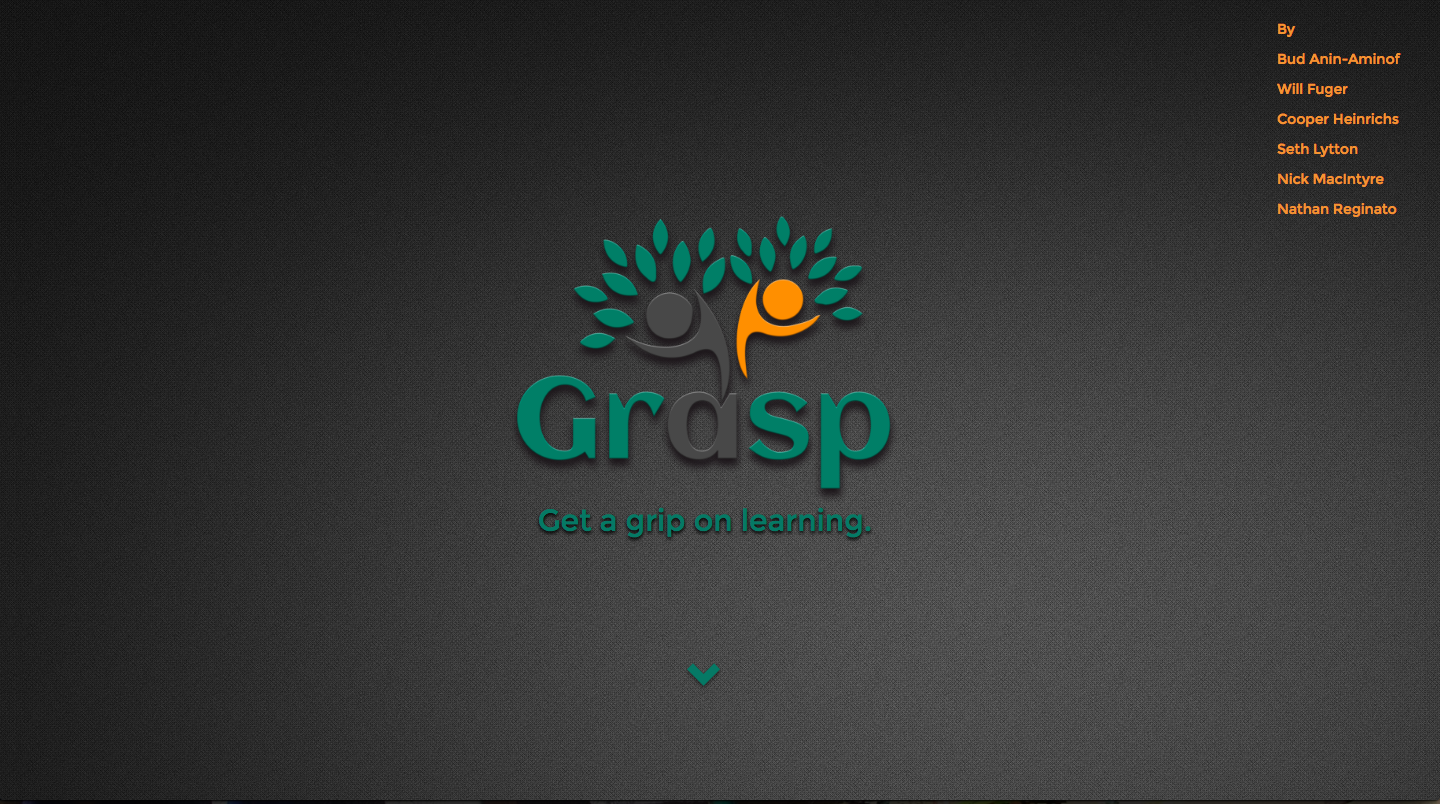 By
Bud Anin-Aminof
Will Fuger
Cooper Heinrichs
Seth Lytton
Nick MacIntyre
Nathan Reginato
Grasp
Get a grip on learning.